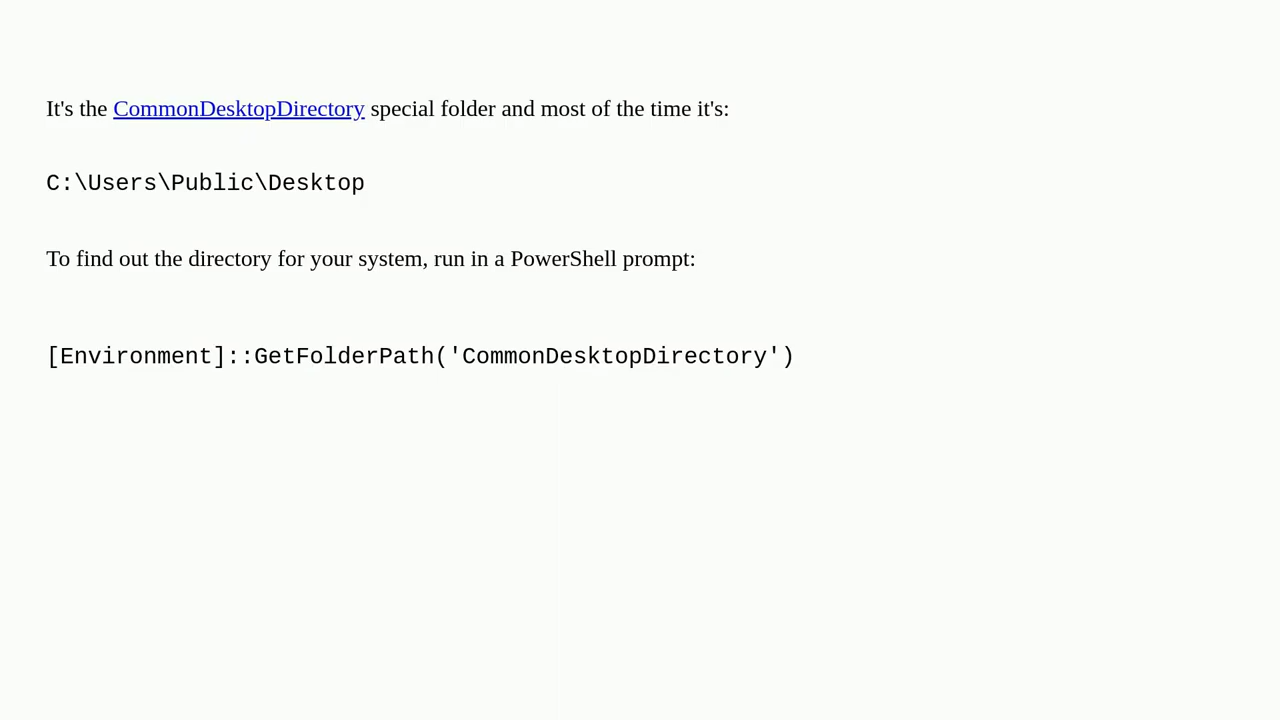 It's the CommonDesktopDirectory special folder and most of the time it's:
C:\Users\Public\Desktop
To find out the directory for your system, run in a PowerShell prompt:
[Environment]::GetFolderPath('CommonDesktopDirectory')